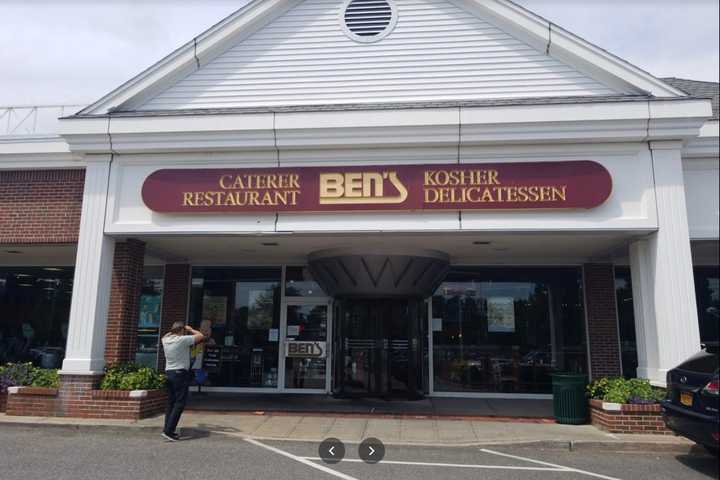 CATERER
RESTAURANT
BEN'S
KOSHER
DELICATESSEN
BEN'S